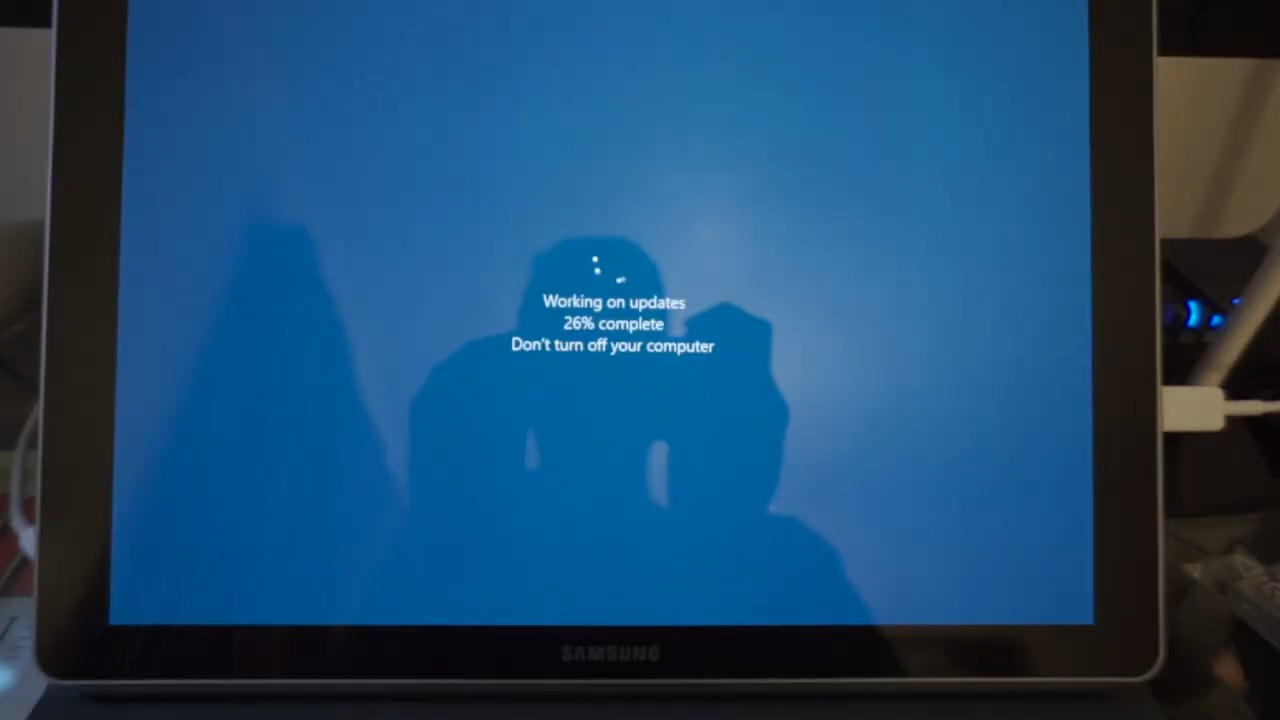 Working on updates
26% complete
Don't turn off your computer
SAMSUNG